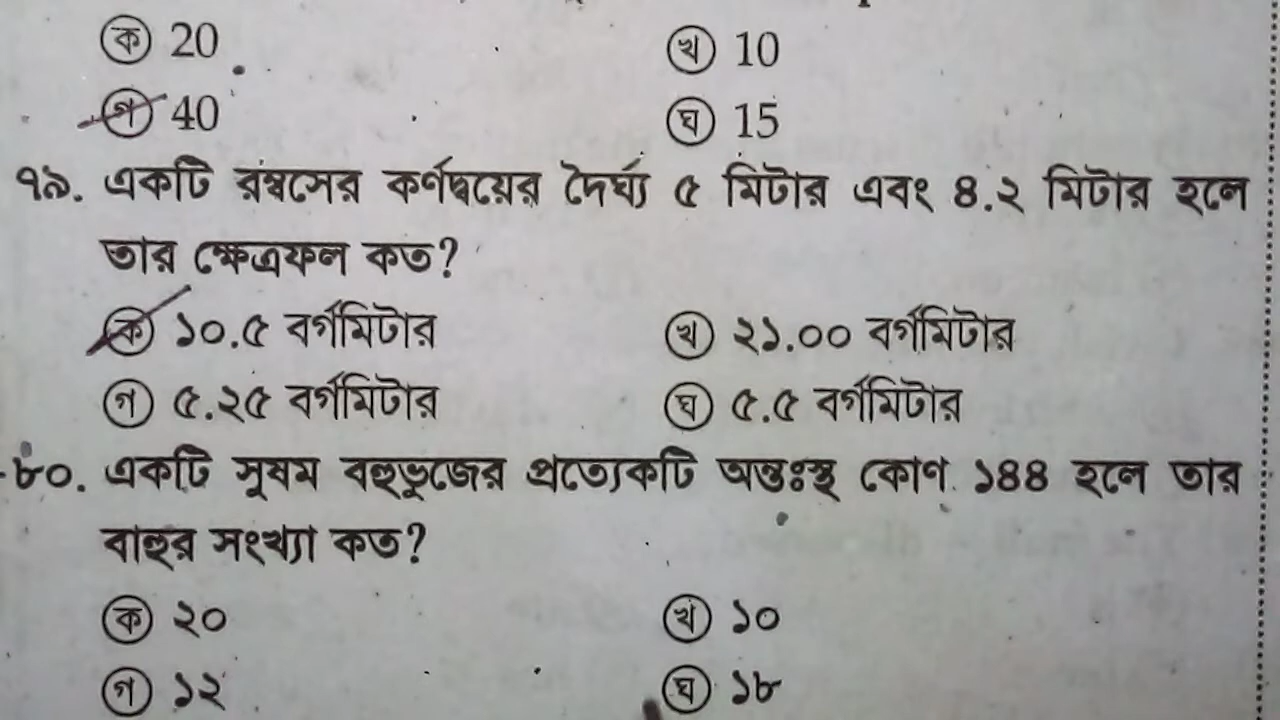 ক 20 খ 10
গ 40 ঘ 15
৭৯. একটি রম্বসের কর্ণদ্বয়ের দৈর্ঘ্য ৫ মিটার এবং ৪.২ মিটার হলে
তার ক্ষেত্রফল কত?
ক ১০.৫ বর্গমিটার খ ২১.০০ বর্গমিটার
গ ৫.২৫ বর্গমিটার ঘ ৫.৫ বর্গমিটার
৮০. একটি সুষম বহুভুজের প্রত্যেকটি অন্তঃস্থ কোণ ১৪৪ হলে তার
বাহুর সংখ্যা কত?
ক ২০ খ ১০
গ ১২ ঘ ১৮